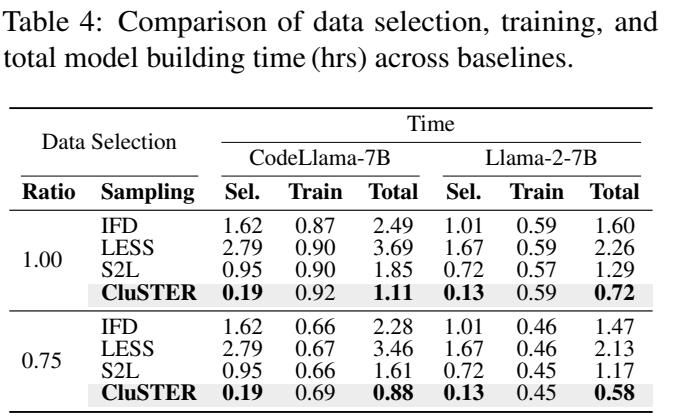 Table 4: Comparison of data selection, training, and
total model building time (hrs) across baselines.
Data Selection Time
CodeLlama-7B Llama-2-7B
Ratio Sampling Sel. Train Total Sel. Train Total
1.00
IFD 1.62 0.87 2.49 1.01 0.59 1.60
LESS 2.79 0.90 3.69 1.67 0.59 2.26
S2L 0.95 0.90 1.85 0.72 0.57 1.29
CluSTER 0.19 0.92 1.11 0.13 0.59 0.72
0.75
IFD 1.62 0.66 2.28 1.01 0.46 1.47
LESS 2.79 0.67 3.46 1.67 0.46 2.13
S2L 0.95 0.66 1.61 0.72 0.45 1.17
CluSTER 0.19 0.69 0.88 0.13 0.45 0.58